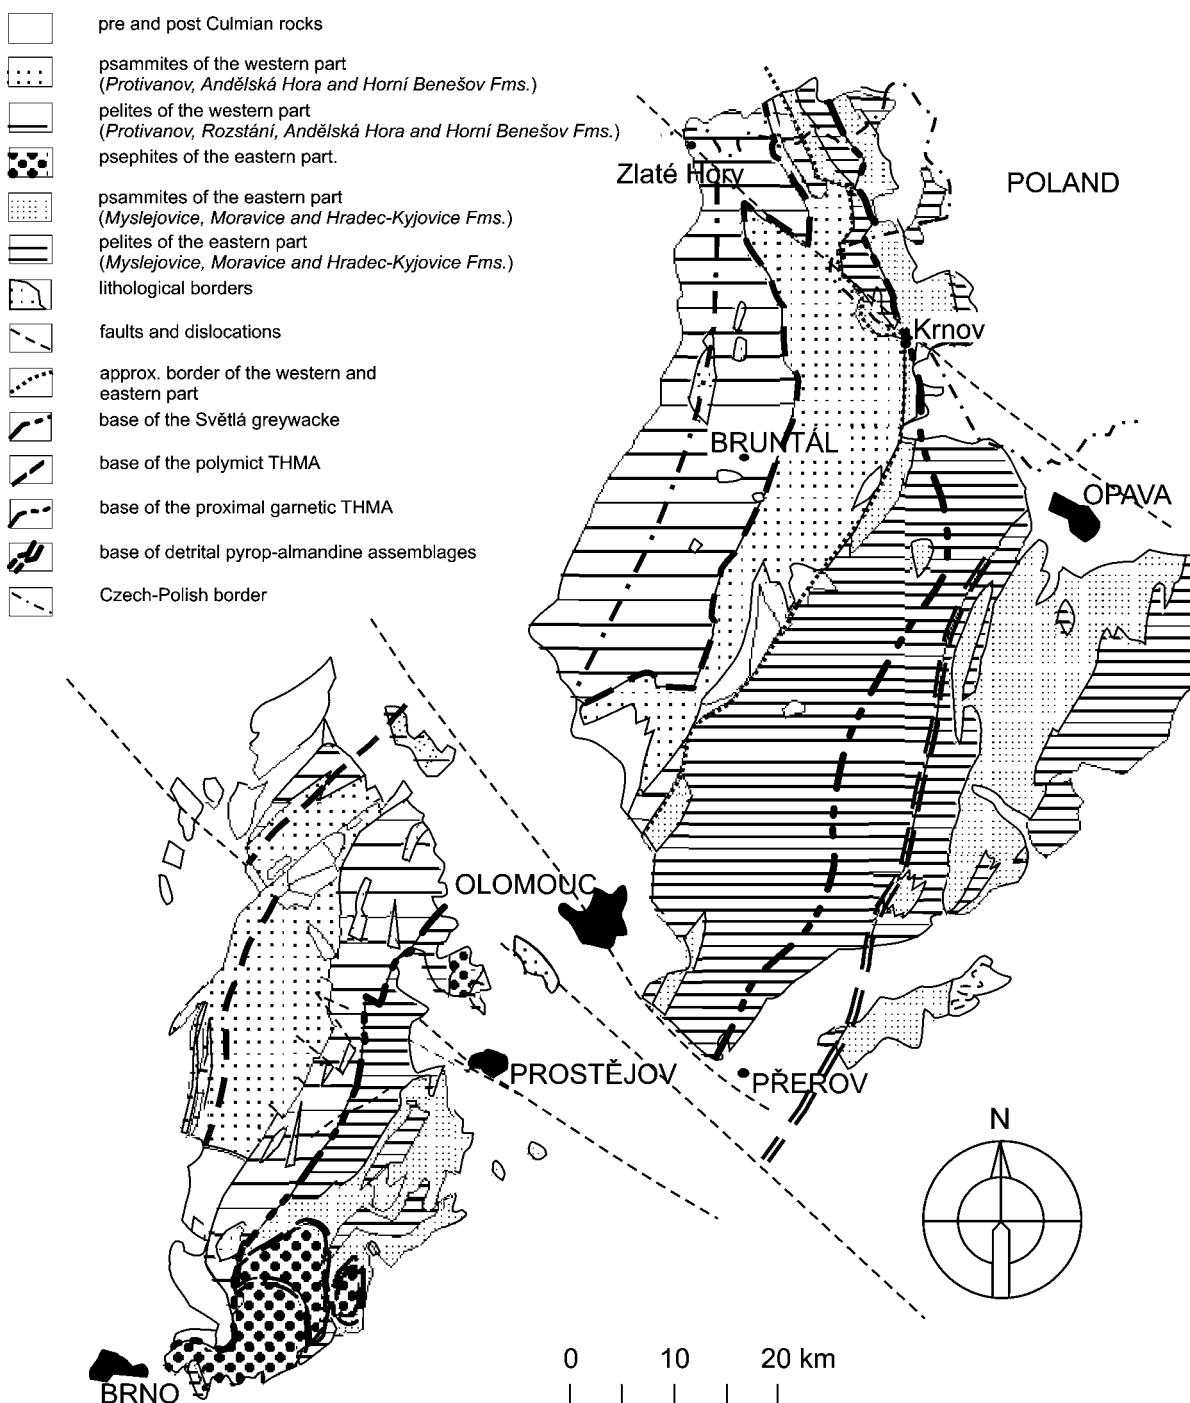 pre and post Culmian rocks
psammites of the western part
(Protivanov, Andělská Hora and Horní Benešov Fms.)
pelites of the western part
(Protivanov, Rozstání, Andělská Hora and Horní Benešov Fms.)
psephites of the eastern part.
psammites of the eastern part
(Myslejovice, Moravice and Hradec-Kyjovice Fms.)
pelites of the eastern part
(Myslejovice, Moravice and Hradec-Kyjovice Fms.)
lithological borders
faults and dislocations
approx. border of the western and
eastern part
base of the Světlá greywacke
base of the polymict THMA
base of the proximal garnetic THMA
base of detrital pyrop-almandine assemblages
Czech-Polish border
Zlaté Hory
POLAND
Krnov
BRUNTÁL
OPAVA
OLOMOUC
PROSTĚJOV
PŘEROV
N
BRNO
0 10 20 km